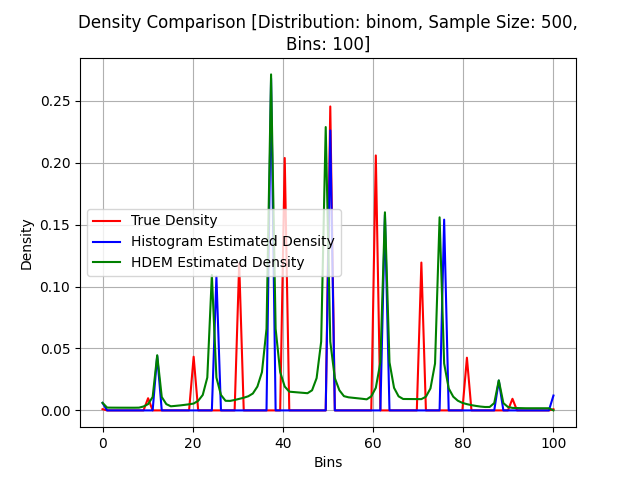 Density Comparison [Distribution: binom, Sample Size: 500,
Bins: 100]
Density
0.25
0.20
0.15
0.10
0.05
0.00
True Density
Histogram Estimated Density
HDEM Estimated Density
0 20 40 60 80 100
Bins